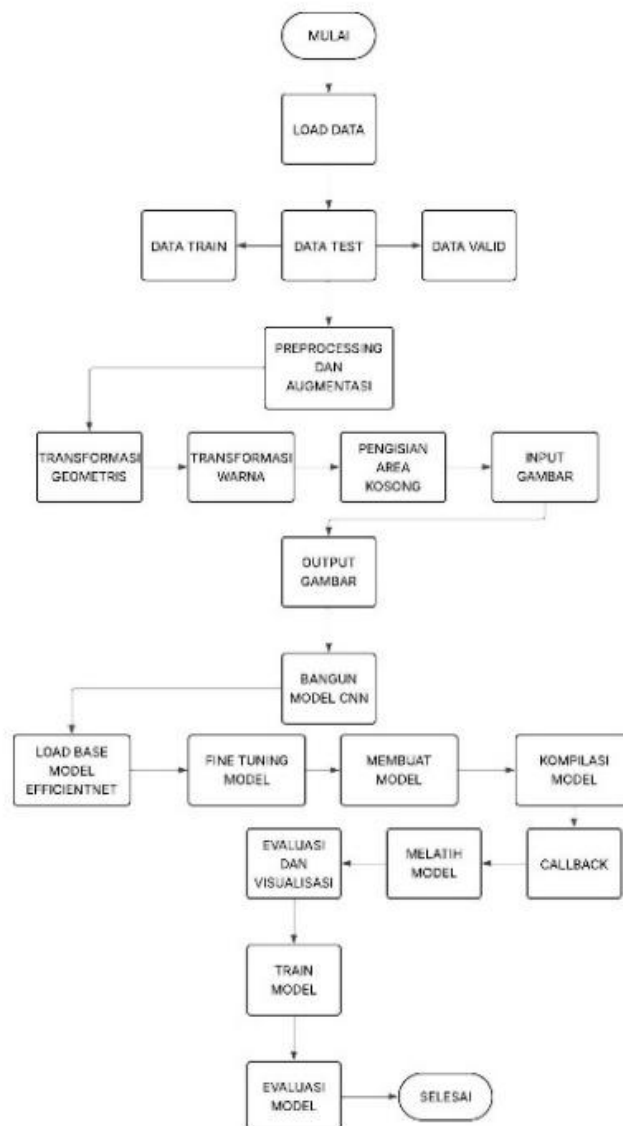 MULAI
LOAD DATA
DATA TRAIN
DATA TEST
DATA VALID
PREPROCESSING
DAN
AUGMENTASI
TRANSFORMASI
GEOMETRIS
TRANSFORMASI
WARNA
PENGISIAN
AREA
KOSONG
INPUT
GAMBAR
OUTPUT
GAMBAR
BANGUN
MODEL CNN
LOAD BASE
MODEL
EFFICIENTNET
FINE TUNING
MODEL
MEMBUAT
MODEL
KOMPILASI
MODEL
EVALUASI
DAN
VISUALISASI
MELATIH
MODEL
CALLBACK
TRAIN
MODEL
EVALUASI
MODEL
SELESAI